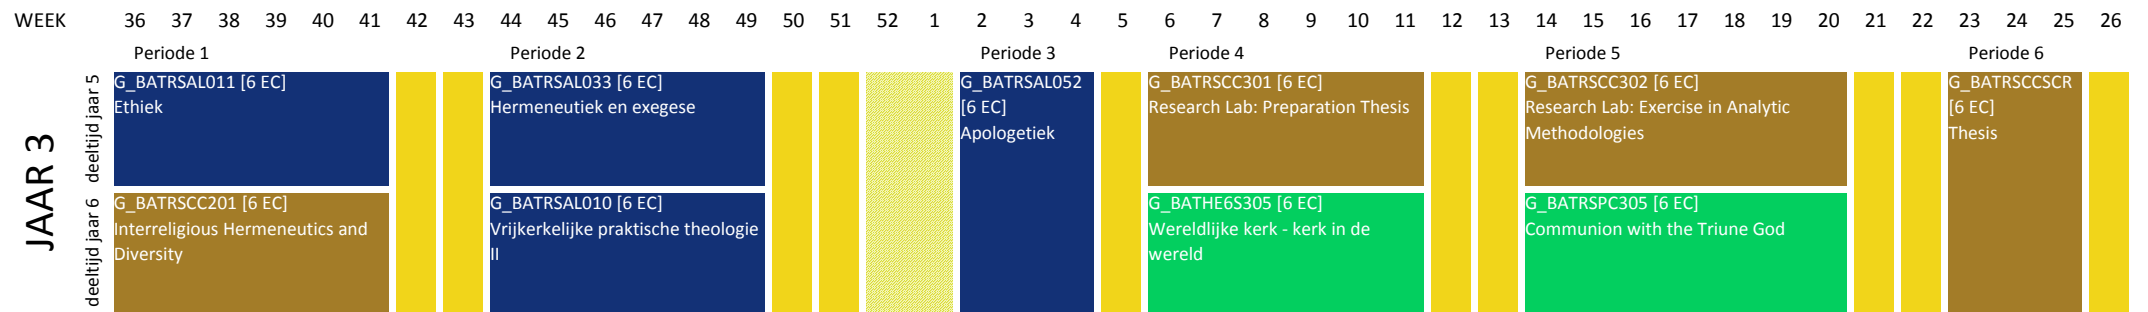 WEEK 36 37 38 39 40 41 42 43 44 45 46 47 48 49 50 51 52 1 2 3 4 5 6 7 8 9 10 11 12 13 14 15 16 17 18 19 20 21 22 23 24 25 26
Periode 1 Periode 2 Periode 3 Periode 4 Periode 5 Periode 6
JAAR 3
deeltijd jaar 5
G_BATRSAL011 [6 EC]
Ethiek
G_BATRSAL033 [6 EC]
Hermeneutiek en exegese
G_BATRSAL052
[6 EC]
Apologetiek
G_BATRSCC301 [6 EC]
Research Lab: Preparation Thesis
G_BATRSCC302 [6 EC]
Research Lab: Exercise in Analytic
Methodologies
G_BATRSCCSCR
[6 EC]
Thesis
deeltijd jaar 6
G_BATRSCC201 [6 EC]
Interreligious Hermeneutics and
Diversity
G_BATRSAL010 [6 EC]
Vrijkerkelijke praktische theologie
II
G_BATHE6S305 [6 EC]
Wereldlijke kerk - kerk in de
wereld
G_BATRSPC305 [6 EC]
Communion with the Triune God